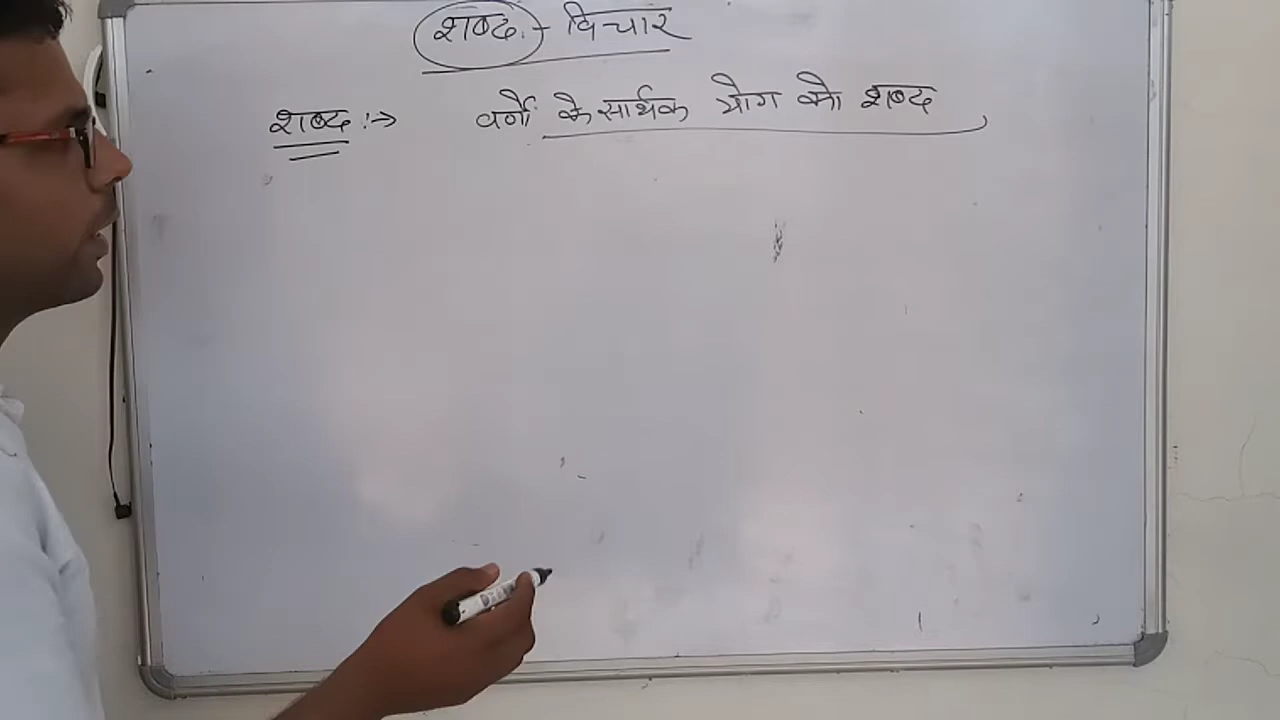 शब्द :- विचार
शब्द :→ वर्णों के सार्थक योग को शब्द